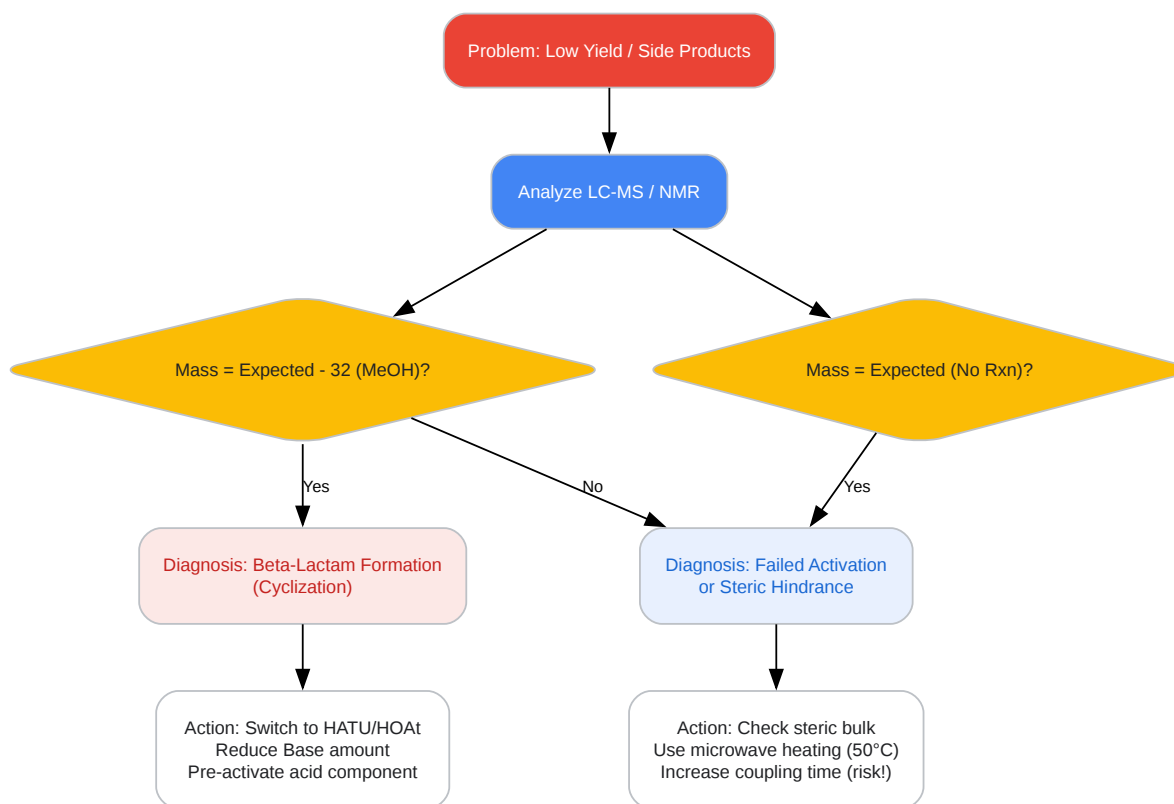 Problem: Low Yield / Side Products
Analyze LC-MS / NMR
Mass = Expected - 32 (MeOH)?
Mass = Expected (No Rxn)?
Yes
No
Yes
Diagnosis: Beta-Lactam Formation
(Cyclization)
Diagnosis: Failed Activation
or Steric Hindrance
Action: Switch to HATU/HOAt
Reduce Base amount
Pre-activate acid component
Action: Check steric bulk
Use microwave heating (50°C)
Increase coupling time (risk!)